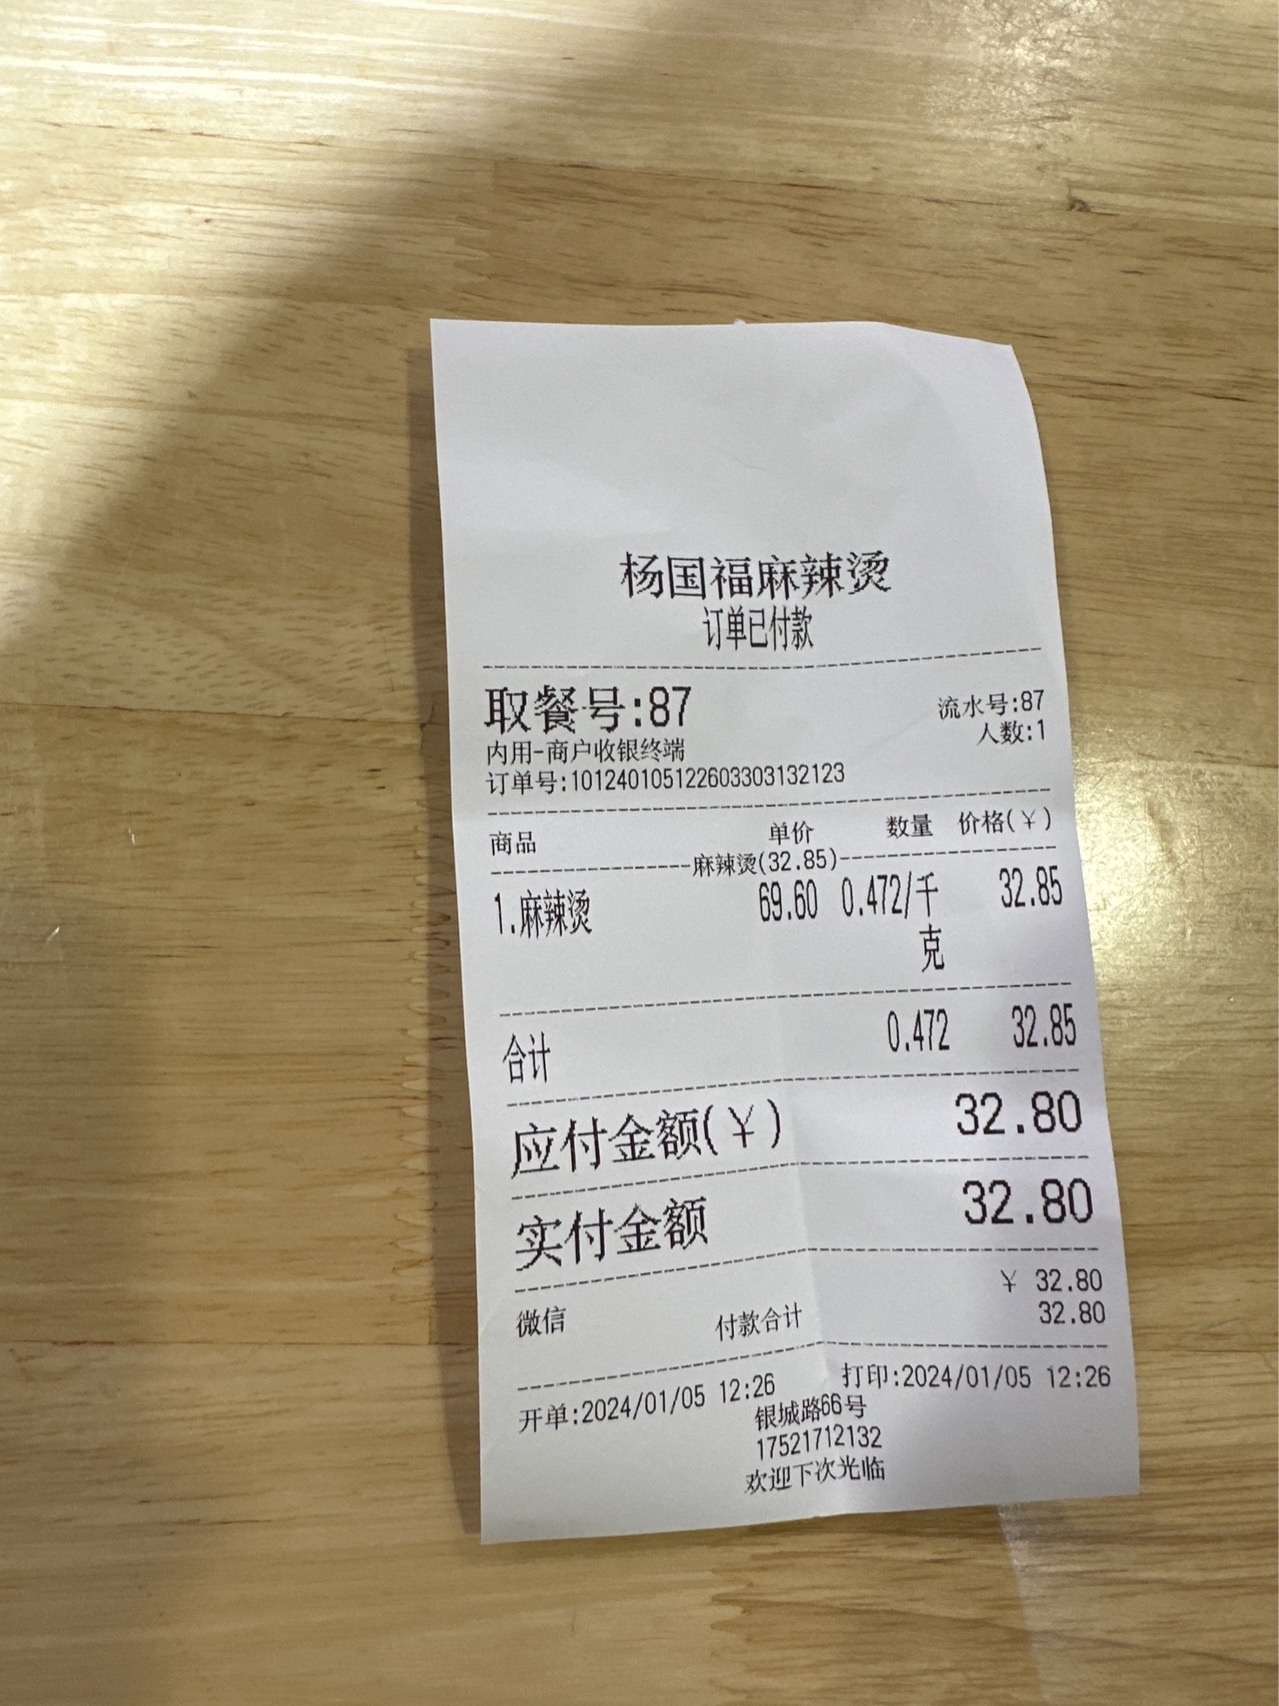 杨国福麻辣烫
订单已付款
取餐号:87
流水号:87
人数:1
内用-商户收银终端
订单号:101240105122603303132123
商品 单价 数量 价格(¥)
麻辣烫(32.85)
1.麻辣烫 69.60 0.472/千克 32.85
合计 0.472 32.85
应付金额(¥) 32.80
实付金额 32.80
微信 ¥ 32.80
付款合计 32.80
开单:2024/01/05 12:26 打印:2024/01/05 12:26
银城路66号
17521712132
欢迎下次光临